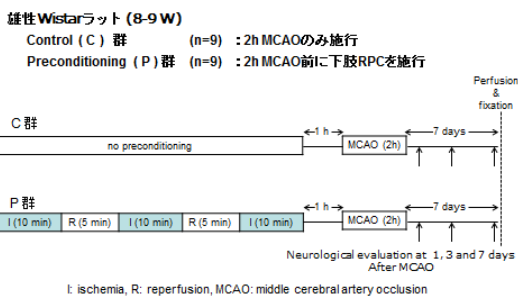 雄性Wistarラット (8-9 W)
Control ( C ) 群 (n=9) : 2h MCAOのみ施行
Preconditioning ( P ) 群 (n=9) : 2h MCAO前に下肢RPCを施行
Perfusion
&
fixation
C 群
1 h
7 days
no preconditioning
MCAO (2h)
P 群
1 h
7 days
I (10 min) R (5 min) I (10 min) R (5 min) I (10 min)
MCAO (2h)
Neurological evaluation at 1, 3 and 7 days
After MCAO
I: ischemia, R: reperfusion, MCAO: middle cerebral artery occlusion